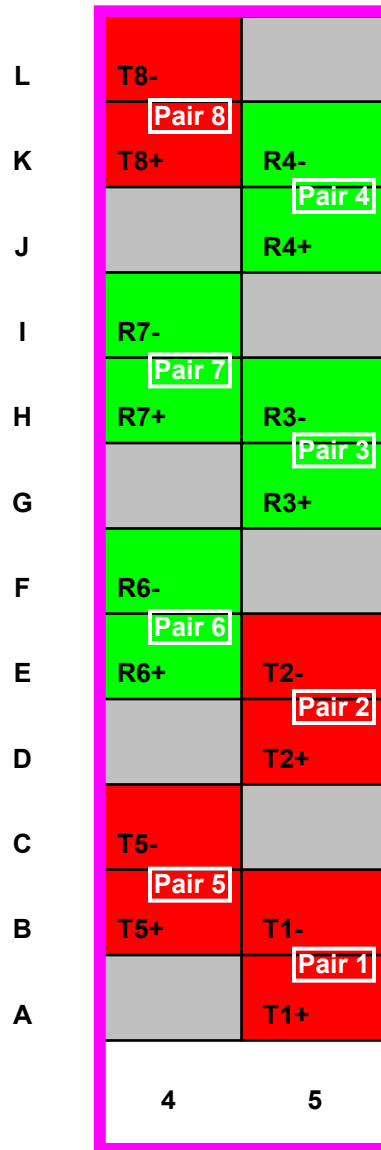 L T8-
Pair 8
K T8+ R4-
Pair 4
J R4+
I R7-
Pair 7
H R7+ R3-
Pair 3
G R3+
F R6-
Pair 6
E R6+ T2-
Pair 2
D T2+
C T5-
Pair 5
B T5+ T1-
Pair 1
A T1+
4 5